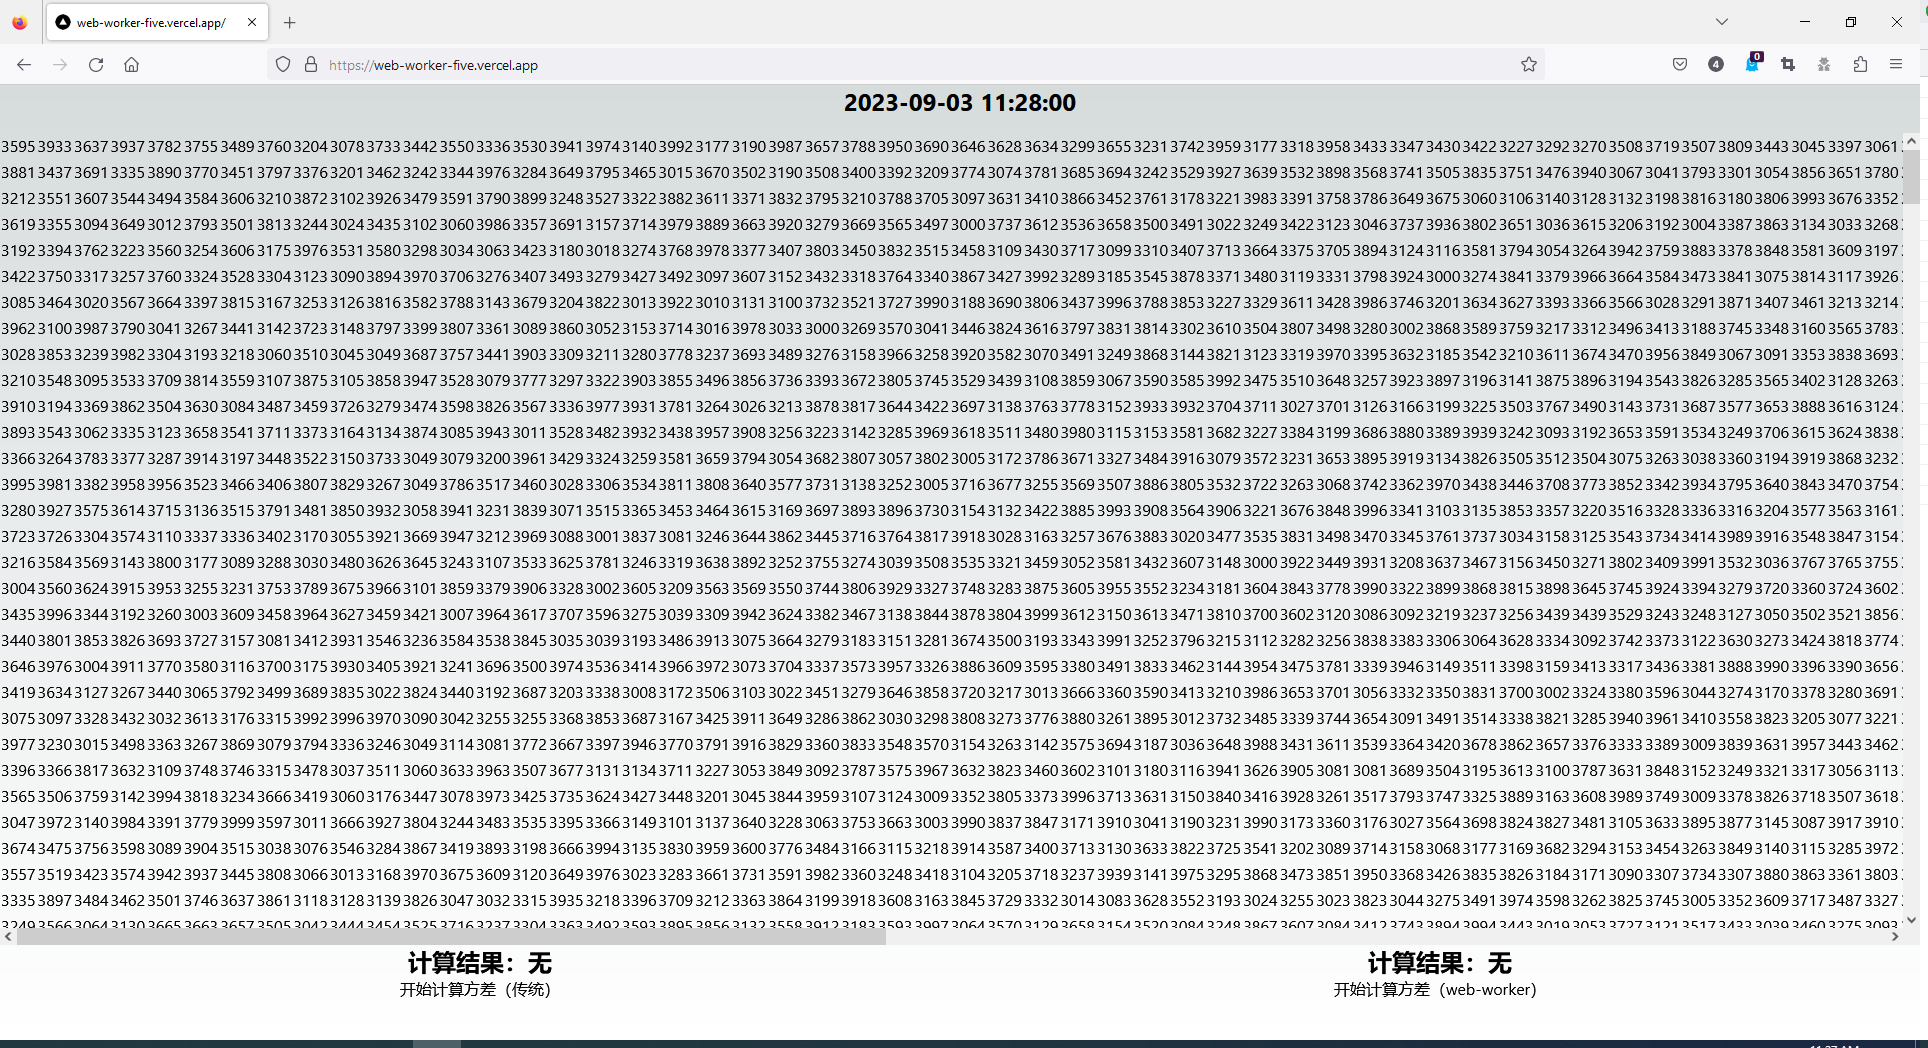 web-worker-five.vercel.app/
https://web-worker-five.vercel.app
4
0
2023-09-03 11:28:00
3595 3933 3637 3937 3782 3755 3489 3760 3204 3078 3733 3442 3550 3336 3530 3941 3974 3140 3992 3177 3190 3987 3657 3788 3950 3690 3646 3628 3634 3299 3655 3231 3742 3959 3177 3318 3958 3433 3347 3430 3422 3227 3292 3270 3508 3719 3507 3809 3443 3045 3397 3061
3881 3437 3691 3335 3890 3770 3451 3797 3376 3201 3462 3242 3344 3976 3284 3649 3795 3465 3015 3670 3502 3190 3508 3400 3392 3209 3774 3074 3781 3685 3694 3242 3529 3927 3639 3532 3898 3568 3741 3505 3835 3751 3476 3940 3067 3041 3793 3301 3054 3856 3651 3780
3212 3551 3607 3544 3494 3584 3606 3210 3872 3102 3926 3479 3591 3790 3899 3248 3527 3322 3882 3611 3371 3832 3795 3210 3788 3705 3097 3631 3410 3866 3452 3761 3178 3221 3983 3391 3758 3786 3649 3675 3060 3106 3140 3128 3132 3198 3816 3180 3806 3993 3676 3352
3619 3355 3094 3649 3012 3793 3501 3813 3244 3024 3435 3102 3060 3986 3357 3691 3157 3714 3979 3889 3663 3920 3279 3669 3565 3497 3000 3737 3612 3536 3658 3500 3491 3022 3249 3422 3123 3046 3737 3936 3802 3651 3036 3615 3206 3192 3004 3387 3863 3134 3033 3268
3192 3394 3762 3223 3560 3254 3606 3175 3976 3531 3580 3298 3034 3063 3423 3180 3018 3274 3768 3978 3377 3407 3803 3450 3832 3515 3458 3109 3430 3717 3099 3310 3407 3713 3664 3375 3705 3894 3124 3116 3581 3794 3054 3264 3942 3759 3883 3378 3848 3581 3609 3197
3422 3750 3317 3257 3760 3324 3528 3304 3123 3090 3894 3970 3706 3276 3407 3493 3279 3427 3492 3097 3607 3152 3432 3318 3764 3340 3867 3427 3992 3289 3185 3545 3878 3371 3480 3119 3331 3798 3924 3000 3274 3841 3379 3966 3664 3584 3473 3841 3075 3814 3117 3926
3085 3464 3020 3567 3664 3397 3815 3167 3253 3126 3816 3582 3788 3143 3679 3204 3822 3013 3922 3010 3131 3100 3732 3521 3727 3990 3188 3690 3806 3437 3996 3788 3853 3227 3329 3611 3428 3986 3746 3201 3634 3627 3393 3366 3566 3028 3291 3871 3407 3461 3213 3214
3962 3100 3987 3790 3041 3267 3441 3142 3723 3148 3797 3399 3807 3361 3089 3860 3052 3153 3714 3016 3978 3033 3000 3269 3570 3041 3446 3824 3616 3797 3831 3814 3302 3610 3504 3807 3498 3280 3002 3868 3589 3759 3217 3312 3496 3413 3188 3745 3348 3160 3565 3783
3028 3853 3239 3982 3304 3193 3218 3060 3510 3045 3049 3687 3757 3441 3903 3309 3211 3280 3778 3237 3693 3489 3276 3158 3966 3258 3920 3582 3070 3491 3249 3868 3144 3821 3123 3319 3970 3395 3632 3185 3542 3210 3611 3674 3470 3956 3849 3067 3091 3353 3838 3693
3210 3548 3095 3533 3709 3814 3559 3107 3875 3105 3858 3947 3528 3079 3777 3297 3322 3903 3855 3496 3856 3736 3393 3672 3805 3745 3529 3439 3108 3859 3067 3590 3585 3992 3475 3510 3648 3257 3923 3897 3196 3141 3875 3896 3194 3543 3826 3285 3565 3402 3128 3263
3910 3194 3369 3862 3504 3630 3084 3487 3459 3726 3279 3474 3598 3826 3567 3336 3977 3931 3781 3264 3026 3213 3878 3817 3644 3422 3697 3138 3763 3778 3152 3933 3932 3704 3711 3027 3701 3126 3166 3199 3225 3503 3767 3490 3143 3731 3687 3577 3653 3888 3616 3124
3893 3543 3062 3335 3123 3658 3541 3711 3373 3164 3134 3874 3085 3943 3011 3528 3482 3932 3438 3957 3908 3256 3223 3142 3285 3969 3618 3511 3480 3980 3115 3153 3581 3682 3227 3384 3199 3686 3880 3389 3939 3242 3093 3192 3653 3591 3534 3249 3706 3615 3624 3838
3366 3264 3783 3377 3287 3914 3197 3448 3522 3150 3733 3049 3079 3200 3961 3429 3324 3259 3581 3659 3794 3054 3682 3807 3057 3802 3005 3172 3786 3671 3327 3484 3916 3079 3572 3231 3653 3895 3919 3134 3826 3505 3512 3504 3075 3263 3038 3360 3194 3919 3868 3232
3995 3981 3382 3958 3956 3523 3466 3406 3807 3829 3267 3049 3786 3517 3460 3028 3306 3534 3811 3808 3640 3577 3731 3138 3252 3005 3716 3677 3255 3569 3507 3886 3805 3532 3722 3263 3068 3742 3362 3970 3438 3446 3708 3773 3852 3342 3934 3795 3640 3843 3470 3754
3280 3927 3575 3614 3715 3136 3515 3791 3481 3850 3932 3058 3941 3231 3839 3071 3515 3365 3453 3464 3615 3169 3697 3893 3896 3730 3154 3132 3422 3885 3993 3908 3564 3906 3221 3676 3848 3996 3341 3103 3135 3853 3357 3220 3516 3328 3336 3316 3204 3577 3563 3161
3723 3726 3304 3574 3110 3337 3336 3402 3170 3055 3921 3669 3947 3212 3969 3088 3001 3837 3081 3246 3644 3862 3445 3716 3764 3817 3918 3028 3163 3257 3676 3883 3020 3477 3535 3831 3498 3470 3345 3761 3737 3034 3158 3125 3543 3734 3414 3989 3916 3548 3847 3154
3216 3584 3569 3143 3800 3177 3089 3288 3030 3480 3626 3645 3243 3107 3533 3625 3781 3246 3319 3638 3892 3252 3755 3274 3039 3508 3535 3321 3459 3052 3581 3432 3607 3148 3000 3922 3449 3931 3208 3637 3467 3156 3450 3271 3802 3409 3991 3532 3036 3767 3765 3755
3004 3560 3624 3915 3953 3255 3231 3753 3789 3675 3966 3101 3859 3379 3906 3328 3002 3605 3209 3563 3569 3550 3744 3806 3929 3327 3748 3283 3875 3605 3955 3552 3234 3181 3604 3843 3778 3990 3322 3899 3868 3815 3898 3645 3745 3924 3394 3279 3720 3360 3724 3602
3435 3996 3344 3192 3260 3003 3609 3458 3964 3627 3459 3421 3007 3964 3617 3707 3596 3275 3039 3309 3942 3624 3382 3467 3138 3844 3878 3804 3999 3612 3150 3613 3471 3810 3700 3602 3120 3086 3092 3219 3237 3256 3439 3439 3529 3243 3248 3127 3050 3502 3521 3856
3440 3801 3853 3826 3693 3727 3157 3081 3412 3931 3546 3236 3584 3538 3845 3035 3039 3193 3486 3913 3075 3664 3279 3183 3151 3281 3674 3500 3193 3343 3991 3252 3796 3215 3112 3282 3256 3838 3383 3306 3064 3628 3334 3092 3742 3373 3122 3630 3273 3424 3818 3774
3646 3976 3004 3911 3770 3580 3116 3700 3175 3930 3405 3921 3241 3696 3500 3974 3536 3414 3966 3972 3073 3704 3337 3573 3957 3326 3886 3609 3595 3380 3491 3833 3462 3144 3954 3475 3781 3339 3946 3149 3511 3398 3159 3413 3317 3436 3381 3888 3990 3396 3390 3656
3419 3634 3127 3267 3440 3065 3792 3499 3689 3835 3022 3824 3440 3192 3687 3203 3338 3008 3172 3506 3103 3022 3451 3279 3646 3858 3720 3217 3013 3666 3360 3590 3413 3210 3986 3653 3701 3056 3332 3350 3831 3700 3002 3324 3380 3596 3044 3274 3170 3378 3280 3691
3075 3097 3328 3432 3032 3613 3176 3315 3992 3996 3970 3090 3042 3255 3255 3368 3853 3687 3167 3425 3911 3649 3286 3862 3030 3298 3808 3273 3776 3880 3261 3895 3012 3732 3485 3339 3744 3654 3091 3491 3514 3338 3821 3285 3940 3961 3410 3558 3823 3205 3077 3221
3977 3230 3015 3498 3363 3267 3869 3079 3794 3336 3246 3049 3114 3081 3772 3667 3397 3946 3770 3791 3916 3829 3360 3833 3548 3570 3154 3263 3142 3575 3694 3187 3036 3648 3988 3431 3611 3539 3364 3420 3678 3862 3657 3376 3333 3389 3009 3839 3631 3957 3443 3462
3396 3366 3817 3632 3109 3748 3746 3315 3478 3037 3511 3060 3633 3963 3507 3677 3131 3134 3711 3227 3053 3849 3092 3787 3575 3967 3632 3823 3460 3602 3101 3180 3116 3941 3626 3905 3081 3081 3689 3504 3195 3613 3100 3787 3631 3848 3152 3249 3321 3317 3056 3113
3565 3506 3759 3142 3994 3818 3234 3666 3419 3060 3176 3447 3078 3973 3425 3735 3624 3427 3448 3201 3045 3844 3959 3107 3124 3009 3352 3805 3373 3996 3713 3631 3150 3840 3416 3928 3261 3517 3793 3747 3325 3889 3163 3608 3989 3749 3009 3378 3826 3718 3507 3618
3047 3972 3140 3984 3391 3779 3999 3597 3011 3666 3927 3804 3244 3483 3535 3395 3366 3149 3101 3137 3640 3228 3063 3753 3663 3003 3990 3837 3847 3171 3910 3041 3190 3231 3990 3173 3360 3176 3027 3564 3698 3824 3827 3481 3105 3633 3895 3877 3145 3087 3917 3910
3674 3475 3756 3598 3089 3904 3515 3038 3076 3546 3284 3867 3419 3893 3198 3666 3994 3135 3830 3959 3600 3776 3484 3166 3115 3218 3914 3587 3400 3713 3130 3633 3822 3725 3541 3202 3089 3714 3158 3068 3177 3169 3682 3294 3153 3454 3263 3849 3140 3115 3285 3972
3557 3519 3423 3574 3942 3937 3445 3808 3066 3013 3168 3970 3675 3609 3120 3649 3976 3023 3283 3661 3731 3591 3982 3360 3248 3418 3104 3205 3718 3237 3939 3141 3975 3295 3868 3473 3851 3950 3368 3426 3835 3826 3184 3171 3090 3307 3734 3307 3880 3863 3361 3803
3335 3897 3484 3462 3501 3746 3637 3861 3118 3128 3139 3826 3047 3032 3315 3935 3218 3396 3709 3212 3363 3864 3199 3918 3608 3163 3845 3729 3332 3014 3083 3628 3552 3193 3024 3255 3023 3823 3044 3275 3491 3974 3598 3262 3825 3745 3005 3352 3609 3717 3487 3327
计算结果：无
开始计算方差（传统）
计算结果：无
开始计算方差（web-worker）